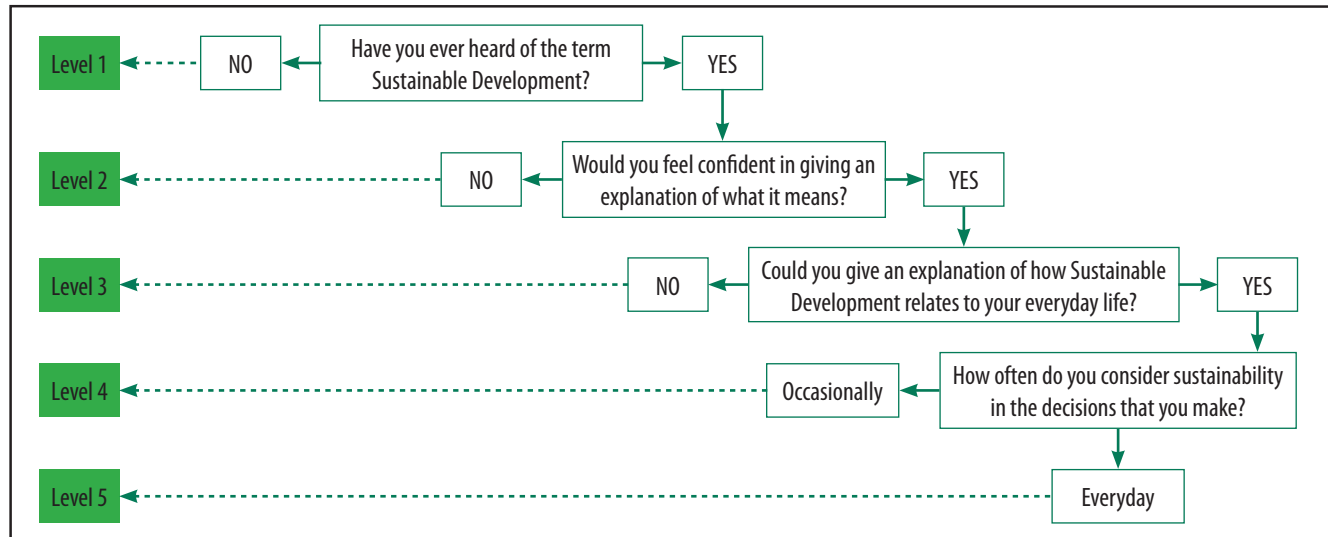 Level 1
NO
Have you ever heard of the term
Sustainable Development?
YES
Level 2
NO
Would you feel confident in giving an
explanation of what it means?
YES
Level 3
NO
Could you give an explanation of how Sustainable
Development relates to your everyday life?
YES
Level 4
Occasionally
How often do you consider sustainability
in the decisions that you make?
Level 5
Everyday